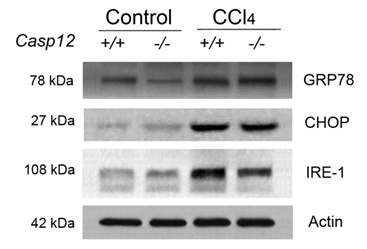 Control CCl4
Casp12 +/+ -/- +/+ -/-
78 kDa GRP78
27 kDa CHOP
108 kDa IRE-1
42 kDa Actin